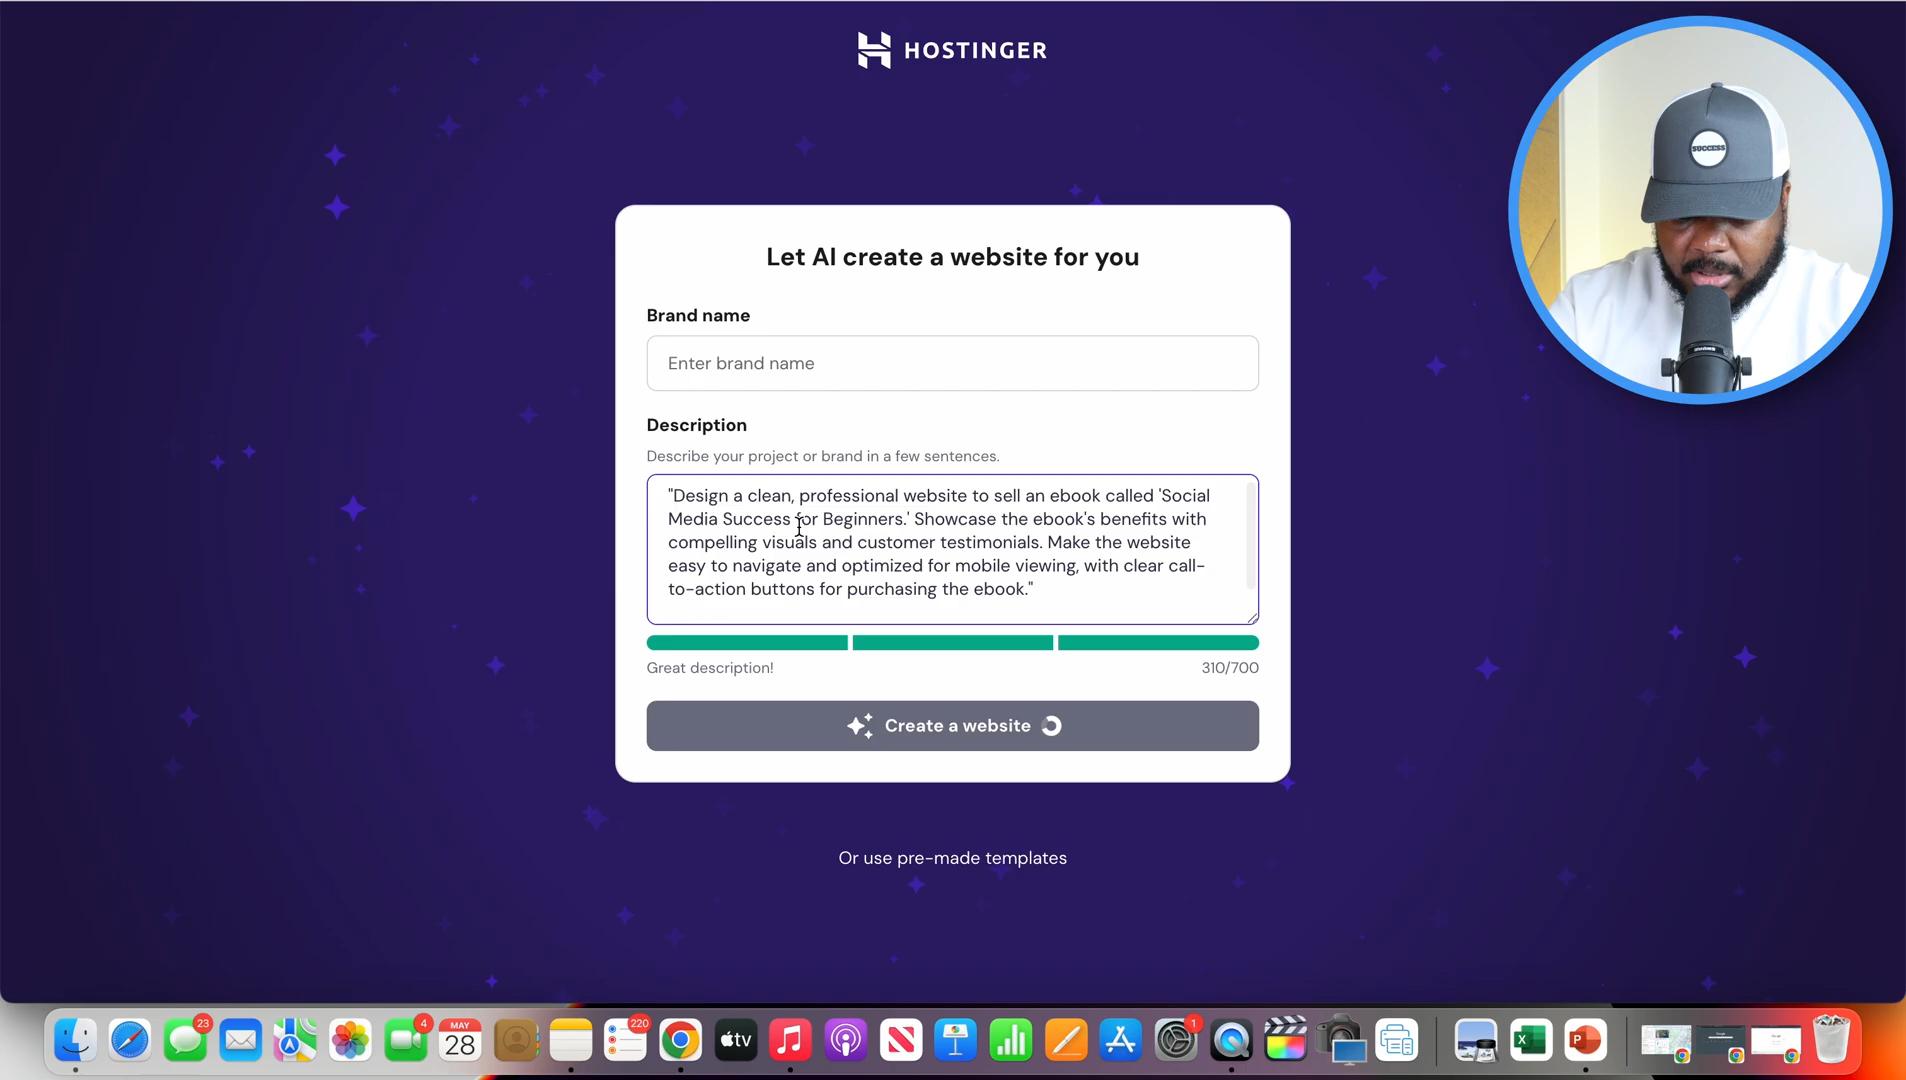 HOSTINGER
SUCCESS
Let AI create a website for you
Brand name
Enter brand name
Description
Describe your project or brand in a few sentences.
"Design a clean, professional website to sell an ebook called 'Social
Media Success for Beginners.' Showcase the ebook's benefits with
compelling visuals and customer testimonials. Make the website
easy to navigate and optimized for mobile viewing, with clear call-
to-action buttons for purchasing the ebook."
Great description!
310/700
Create a website
Or use pre-made templates
23
4
MAY
28
220
tv
1